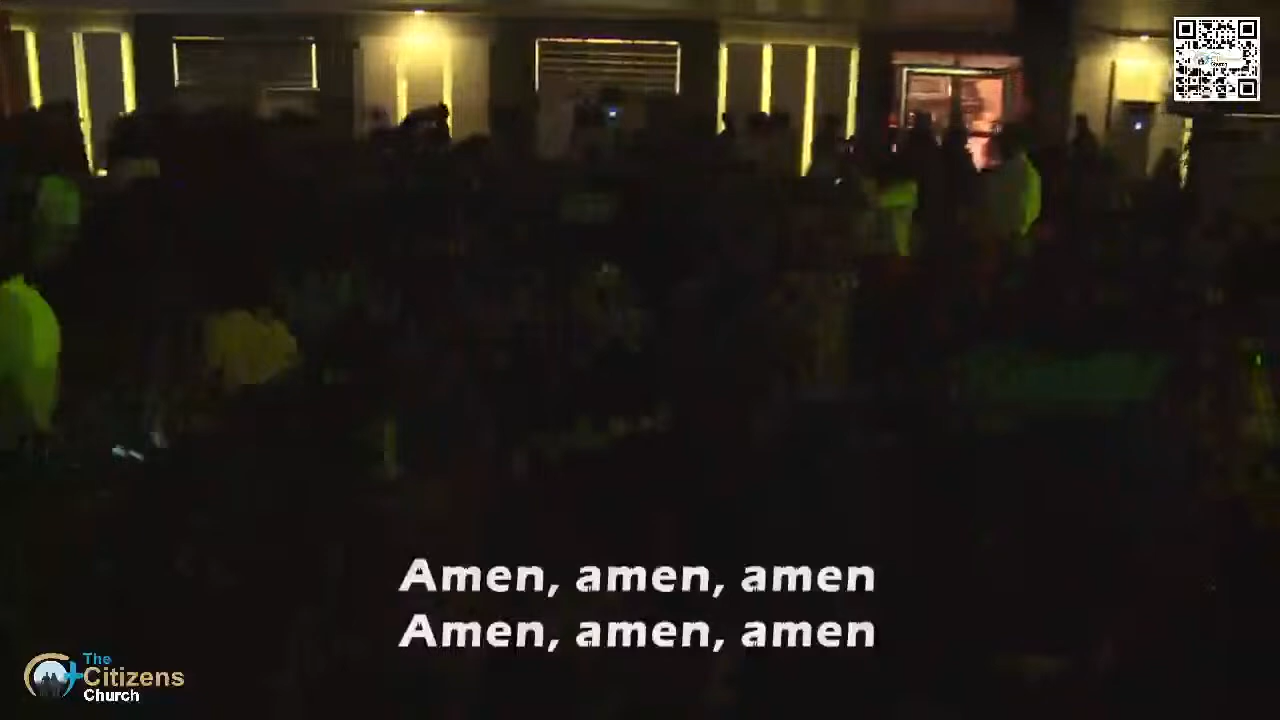 Amen, amen, amen
Amen, amen, amen
The
Citizens
Church